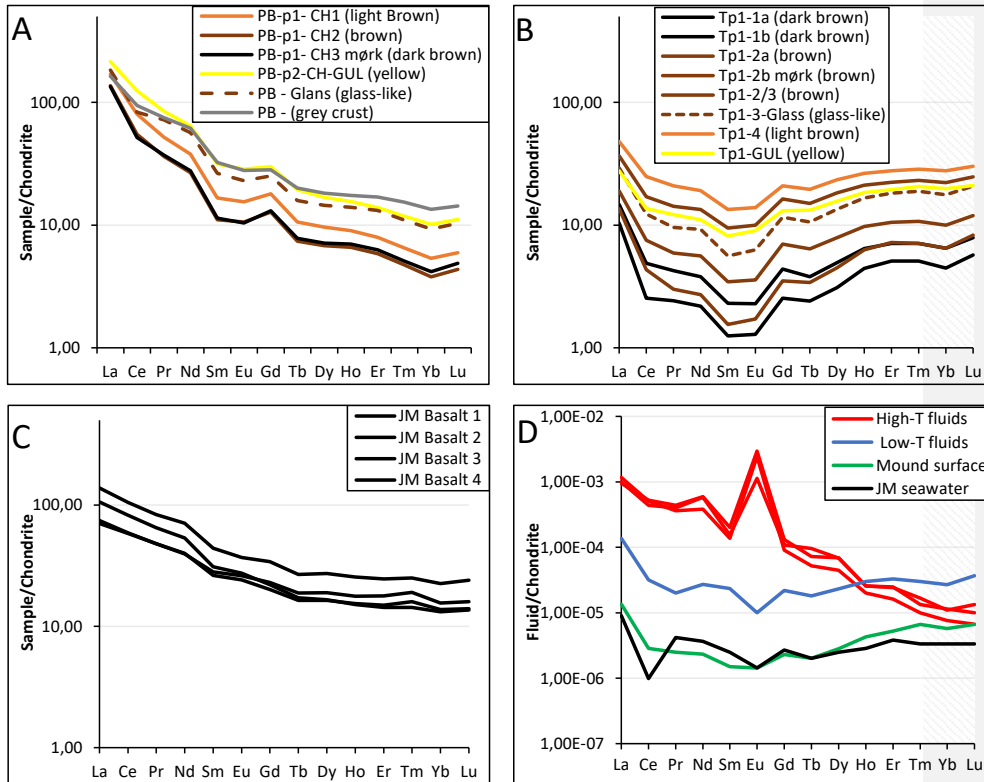 A
PB-p1- CH1 (light Brown)
PB-p1- CH2 (brown)
PB-p1- CH3 mørk (dark brown)
PB-p2-CH-GUL (yellow)
PB - Glans (glass-like)
PB - (grey crust)
Sample/Chondrite
100,00
10,00
1,00
La Ce Pr Nd Sm Eu Gd Tb Dy Ho Er Tm Yb Lu
B
Tp1-1a (dark brown)
Tp1-1b (dark brown)
Tp1-2a (brown)
Tp1-2b mørk (brown)
Tp1-2/3 (brown)
Tp1-3-Glass (glass-like)
Tp1-4 (light brown)
Tp1-GUL (yellow)
Sample/Chondrite
100,00
10,00
1,00
La Ce Pr Nd Sm Eu Gd Tb Dy Ho Er Tm Yb Lu
C
JM Basalt 1
JM Basalt 2
JM Basalt 3
JM Basalt 4
Sample/Chondrite
100,00
10,00
1,00
La Ce Pr Nd Sm Eu Gd Tb Dy Ho Er Tm Yb Lu
D
High-T fluids
Low-T fluids
Mound surface
JM seawater
Fluid/Chondrite
1,00E-02
1,00E-03
1,00E-04
1,00E-05
1,00E-06
1,00E-07
La Ce Pr Nd Sm Eu Gd Tb Dy Ho Er Tm Yb Lu